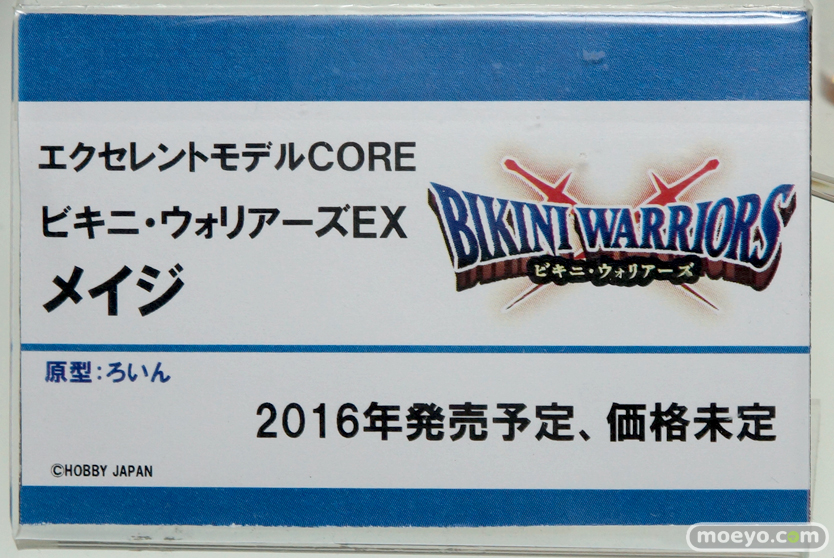 エクセレントモデルCORE
ビキニ・ウォリアーズEX
メイジ
BIKINI WARRIORS
ビキニ・ウォリアーズ
原型：ろいん
2016年発売予定、価格未定
©HOBBY JAPAN
moeyo.com